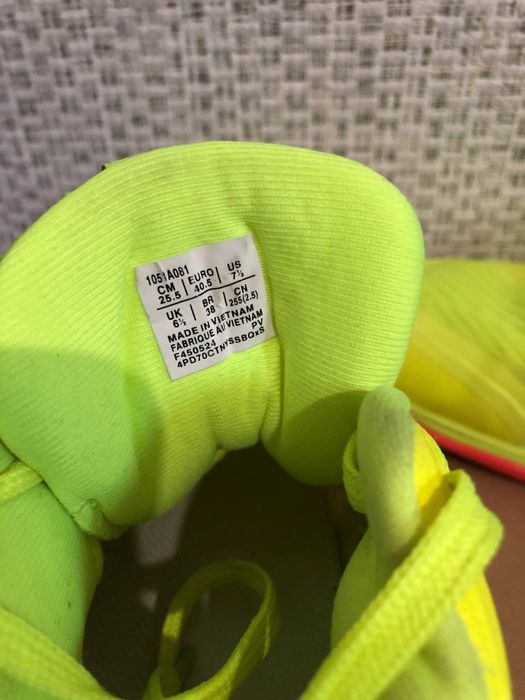 1051A081
CM EURO US
25.5 40.5 7½
UK BR CN
6½ 38 255(2.5)
MADE IN VIETNAM
FABRIQUE AU VIETNAM
F450524 PV